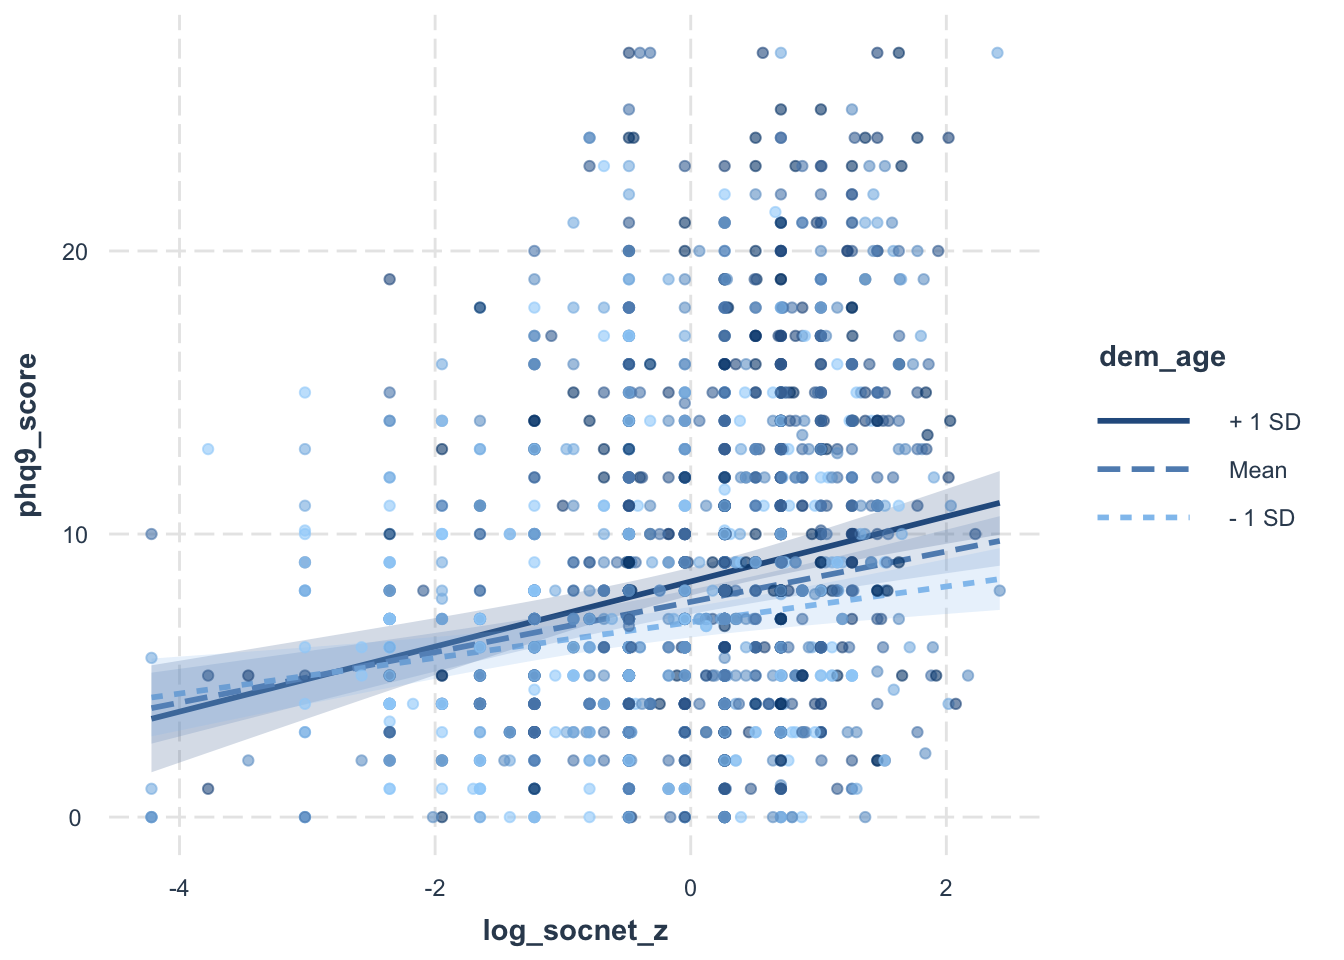 phq9_score
20
10
0
-4
-2
0
2
log_socnet_z
dem_age
+ 1 SD
Mean
- 1 SD